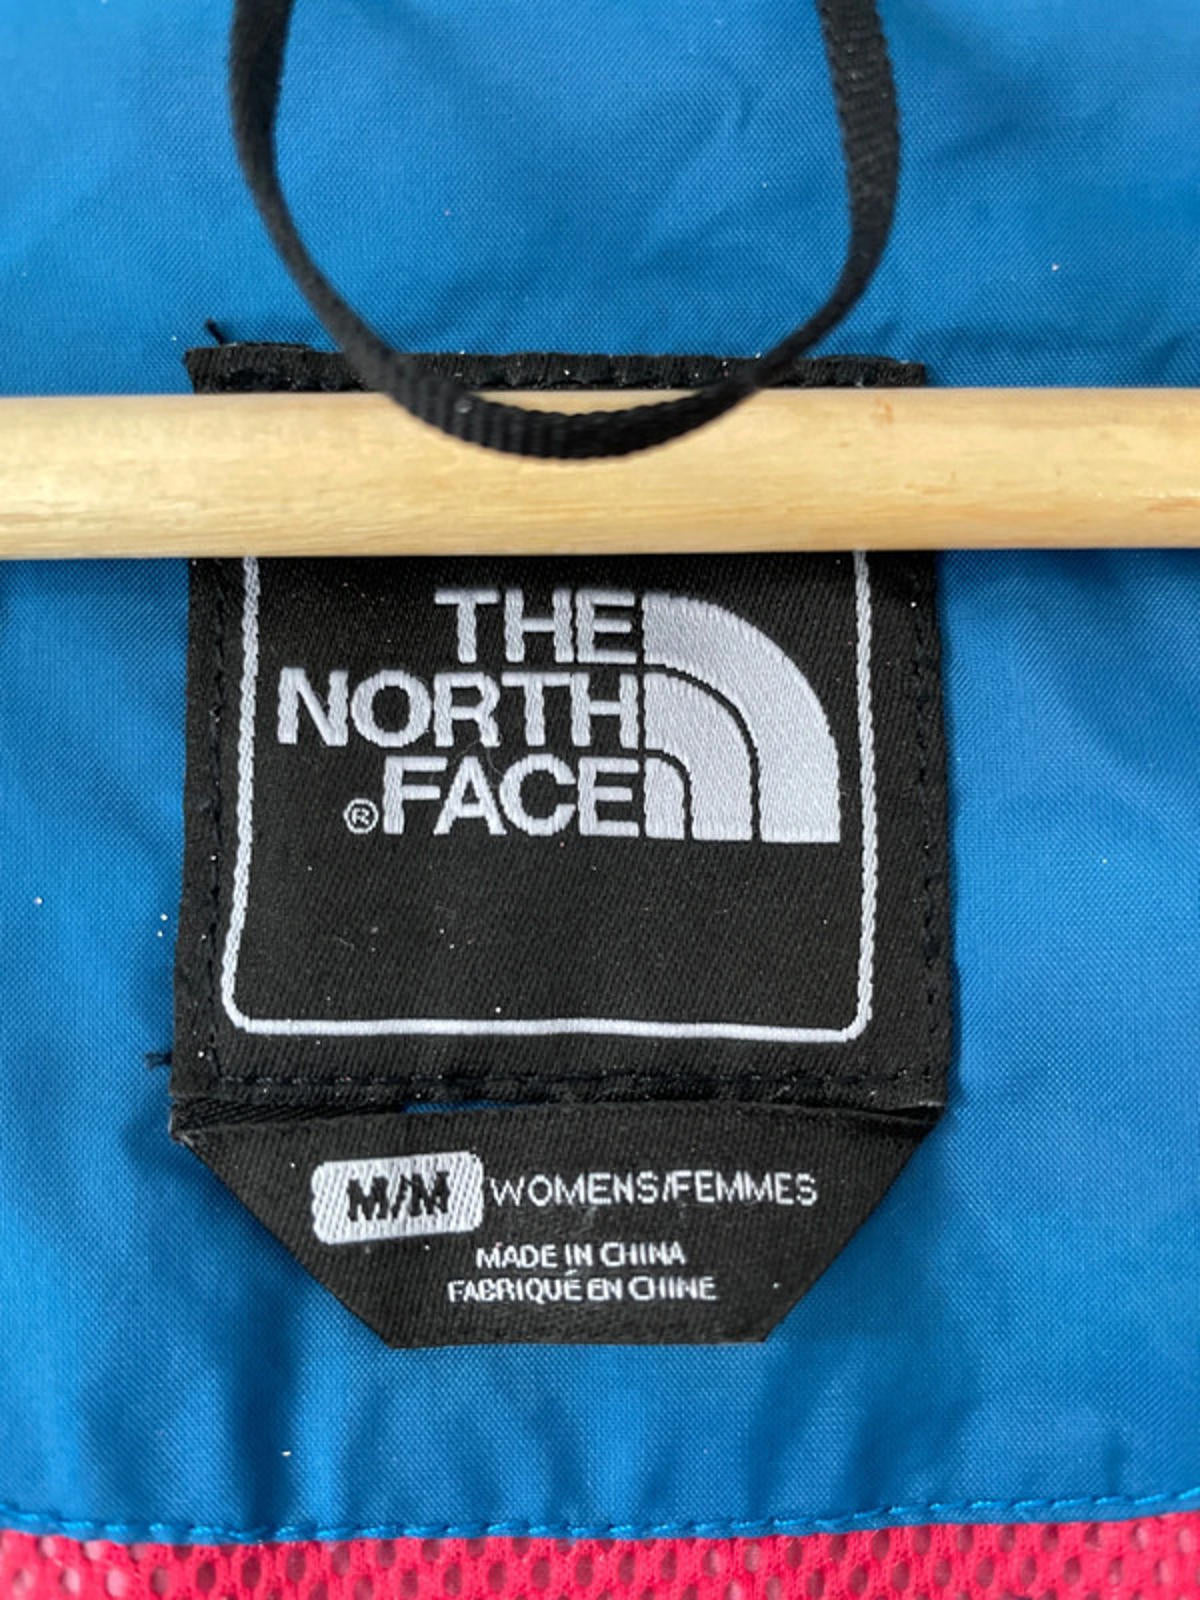 THE
NORTH
®FACE
M/M WOMENS/FEMMES
MADE IN CHINA
FABRIQUÉ EN CHINE